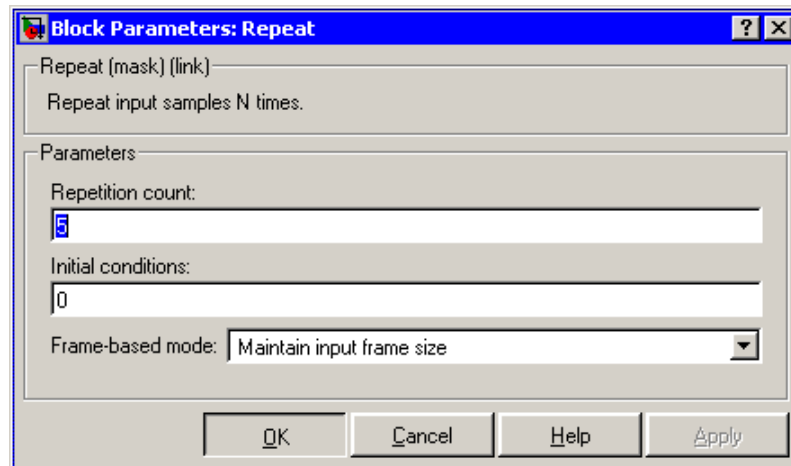 Block Parameters: Repeat
Repeat (mask) (link)
Repeat input samples N times.
Parameters
Repetition count:
5
Initial conditions:
0
Frame-based mode: Maintain input frame size
OK Cancel Help Apply